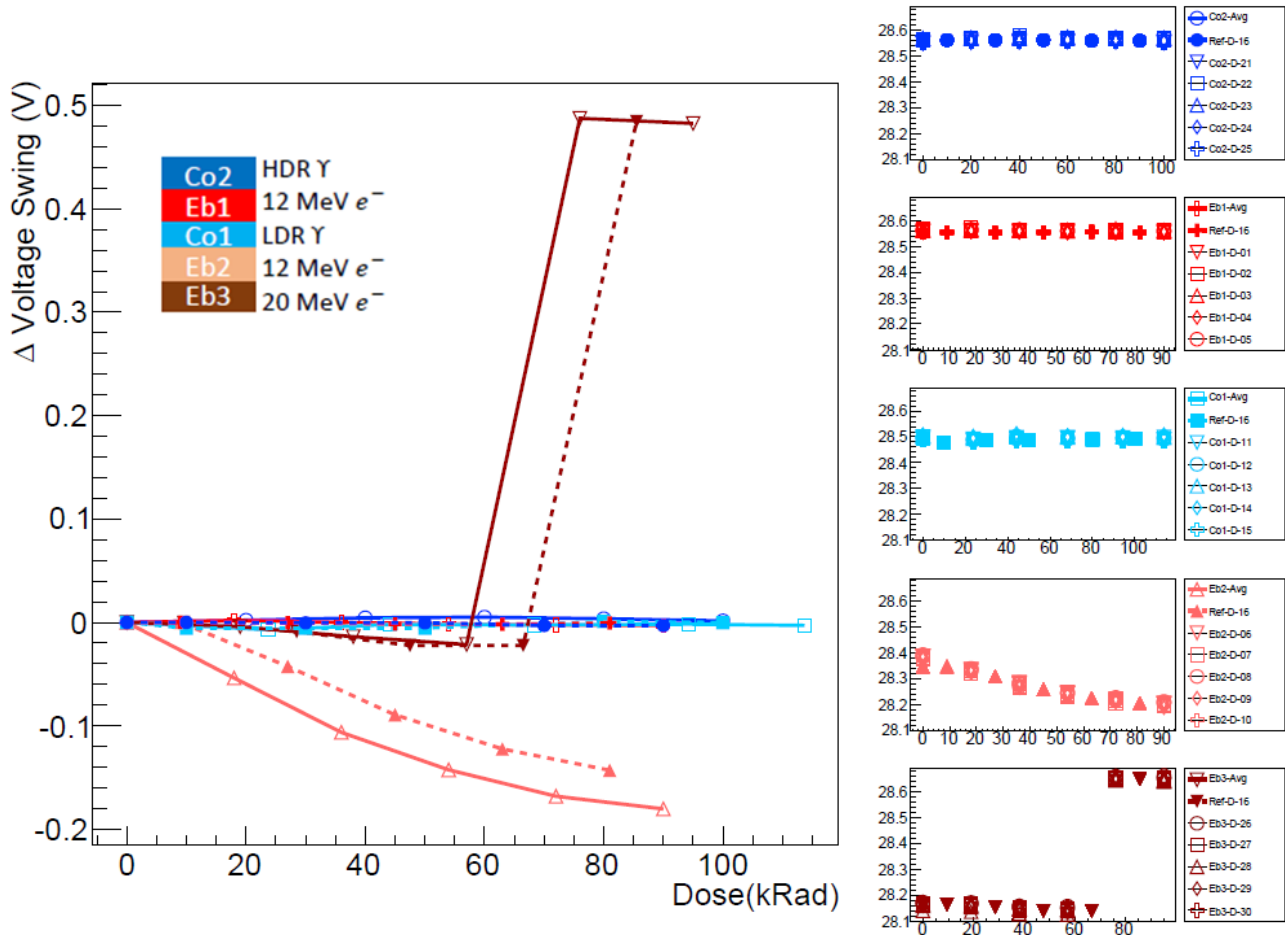 Δ Voltage Swing (V)
0.5
0.4
0.3
0.2
0.1
0
-0.1
-0.2
0 20 40 60 80 100
Dose(kRad)
Co2 HDR ϒ
Eb1 12 MeV e⁻
Co1 LDR ϒ
Eb2 12 MeV e⁻
Eb3 20 MeV e⁻
28.6
28.5
28.4
28.3
28.2
28.1
0 20 40 60 80 100
Co2-Avg
Ref-D-16
Co2-D-21
Co2-D-22
Co2-D-23
Co2-D-24
Co2-D-25
28.6
28.5
28.4
28.3
28.2
28.1
0 10 20 30 40 50 60 70 80 90
Eb1-Avg
Ref-D-16
Eb1-D-01
Eb1-D-02
Eb1-D-03
Eb1-D-04
Eb1-D-05
28.6
28.5
28.4
28.3
28.2
28.1
0 20 40 60 80 100
Co1-Avg
Ref-D-16
Co1-D-11
Co1-D-12
Co1-D-13
Co1-D-14
Co1-D-15
28.6
28.5
28.4
28.3
28.2
28.1
0 10 20 30 40 50 60 70 80 90
Eb2-Avg
Ref-D-16
Eb2-D-06
Eb2-D-07
Eb2-D-08
Eb2-D-09
Eb2-D-10
28.6
28.5
28.4
28.3
28.2
28.1
0 20 40 60 80
Eb3-Avg
Ref-D-16
Eb3-D-26
Eb3-D-27
Eb3-D-28
Eb3-D-29
Eb3-D-30